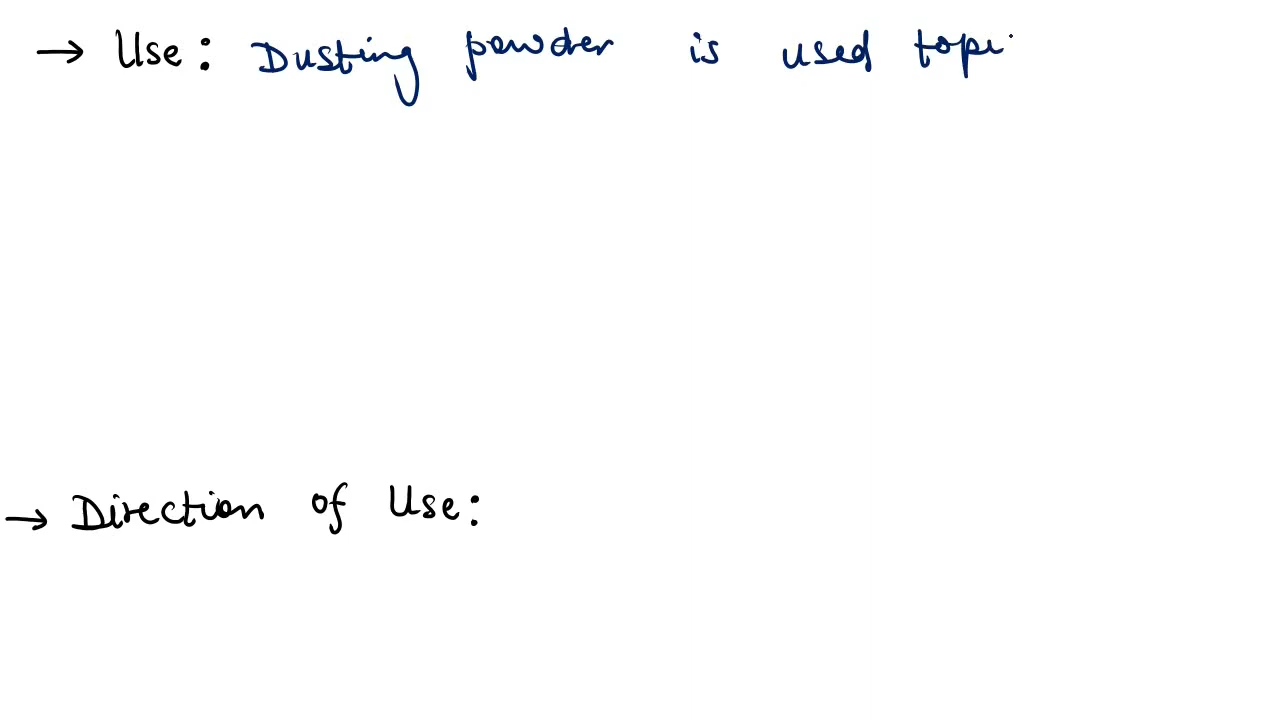 → Use: Dusting powder is used topi
→ Direction of Use: